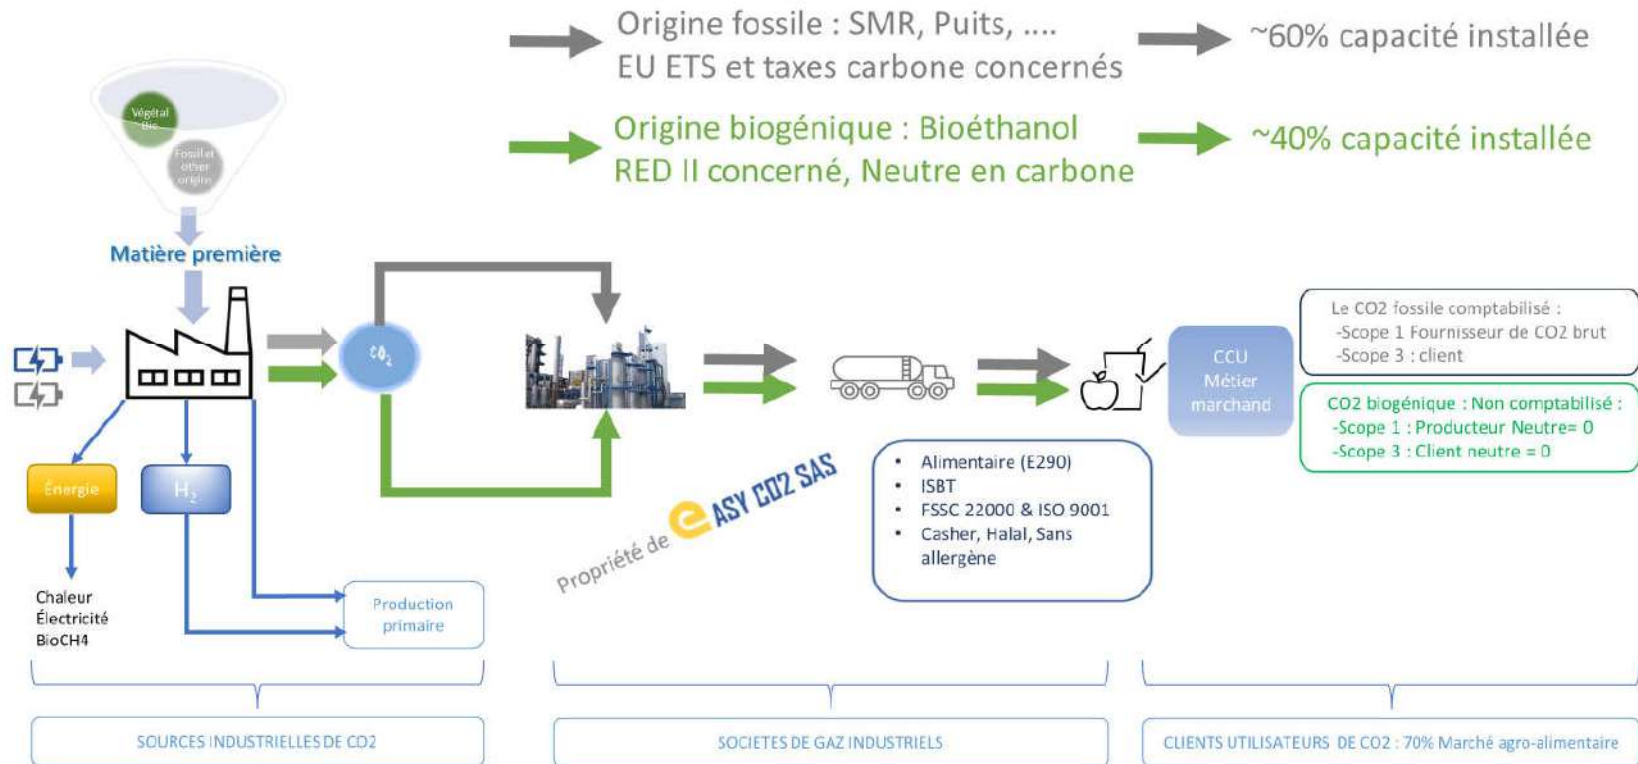 Origine fossile : SMR, Puits, ....
EU ETS et taxes carbone concernés
~60% capacité installée
Origine biogénique : Bioéthanol
RED II concerné, Neutre en carbone
~40% capacité installée
Végétal
Bio
Fossil et
other
origine
Matière première
CO2
Énergie
H2
Chaleur
Électricité
BioCH4
Production
primaire
Propriété de eASY CO2 SAS
• Alimentaire (E290)
• ISBT
• FSSC 22000 & ISO 9001
• Casher, Halal, Sans
allergène
CCU
Métier
marchand
Le CO2 fossile comptabilisé :
-Scope 1 Fournisseur de CO2 brut
-Scope 3 : client
CO2 biogénique : Non comptabilisé :
-Scope 1 : Producteur Neutre= 0
-Scope 3 : Client neutre = 0
SOURCES INDUSTRIELLES DE CO2
SOCIETES DE GAZ INDUSTRIELS
CLIENTS UTILISATEURS DE CO2 : 70% Marché agro-alimentaire